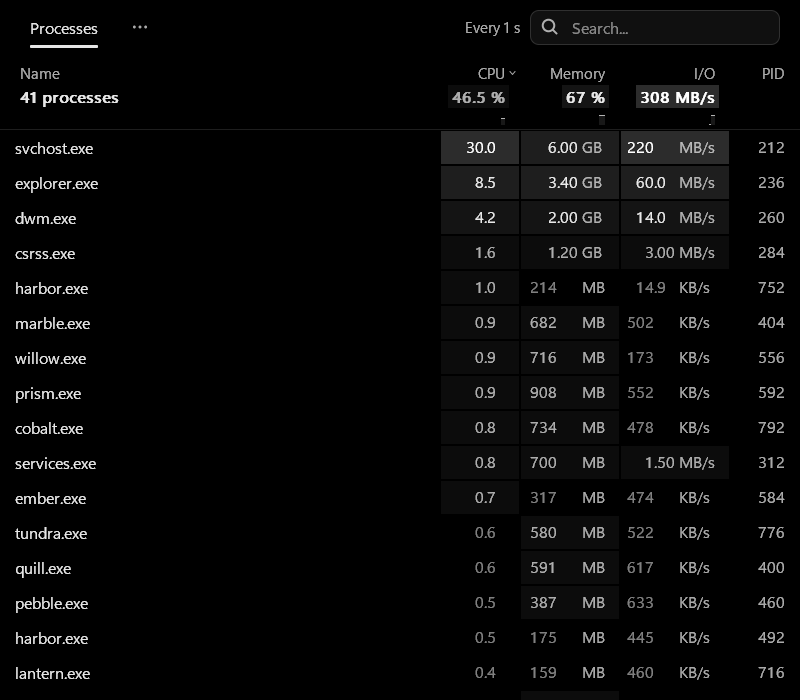 Processes ··· Every 1 s Search...
Name CPU Memory I/O PID
41 processes 46.5 % 67 % 308 MB/s
svchost.exe 30.0 6.00 GB 220 MB/s 212
explorer.exe 8.5 3.40 GB 60.0 MB/s 236
dwm.exe 4.2 2.00 GB 14.0 MB/s 260
csrss.exe 1.6 1.20 GB 3.00 MB/s 284
harbor.exe 1.0 214 MB 14.9 KB/s 752
marble.exe 0.9 682 MB 502 KB/s 404
willow.exe 0.9 716 MB 173 KB/s 556
prism.exe 0.9 908 MB 552 KB/s 592
cobalt.exe 0.8 734 MB 478 KB/s 792
services.exe 0.8 700 MB 1.50 MB/s 312
ember.exe 0.7 317 MB 474 KB/s 584
tundra.exe 0.6 580 MB 522 KB/s 776
quill.exe 0.6 591 MB 617 KB/s 400
pebble.exe 0.5 387 MB 633 KB/s 460
harbor.exe 0.5 175 MB 445 KB/s 492
lantern.exe 0.4 159 MB 460 KB/s 716